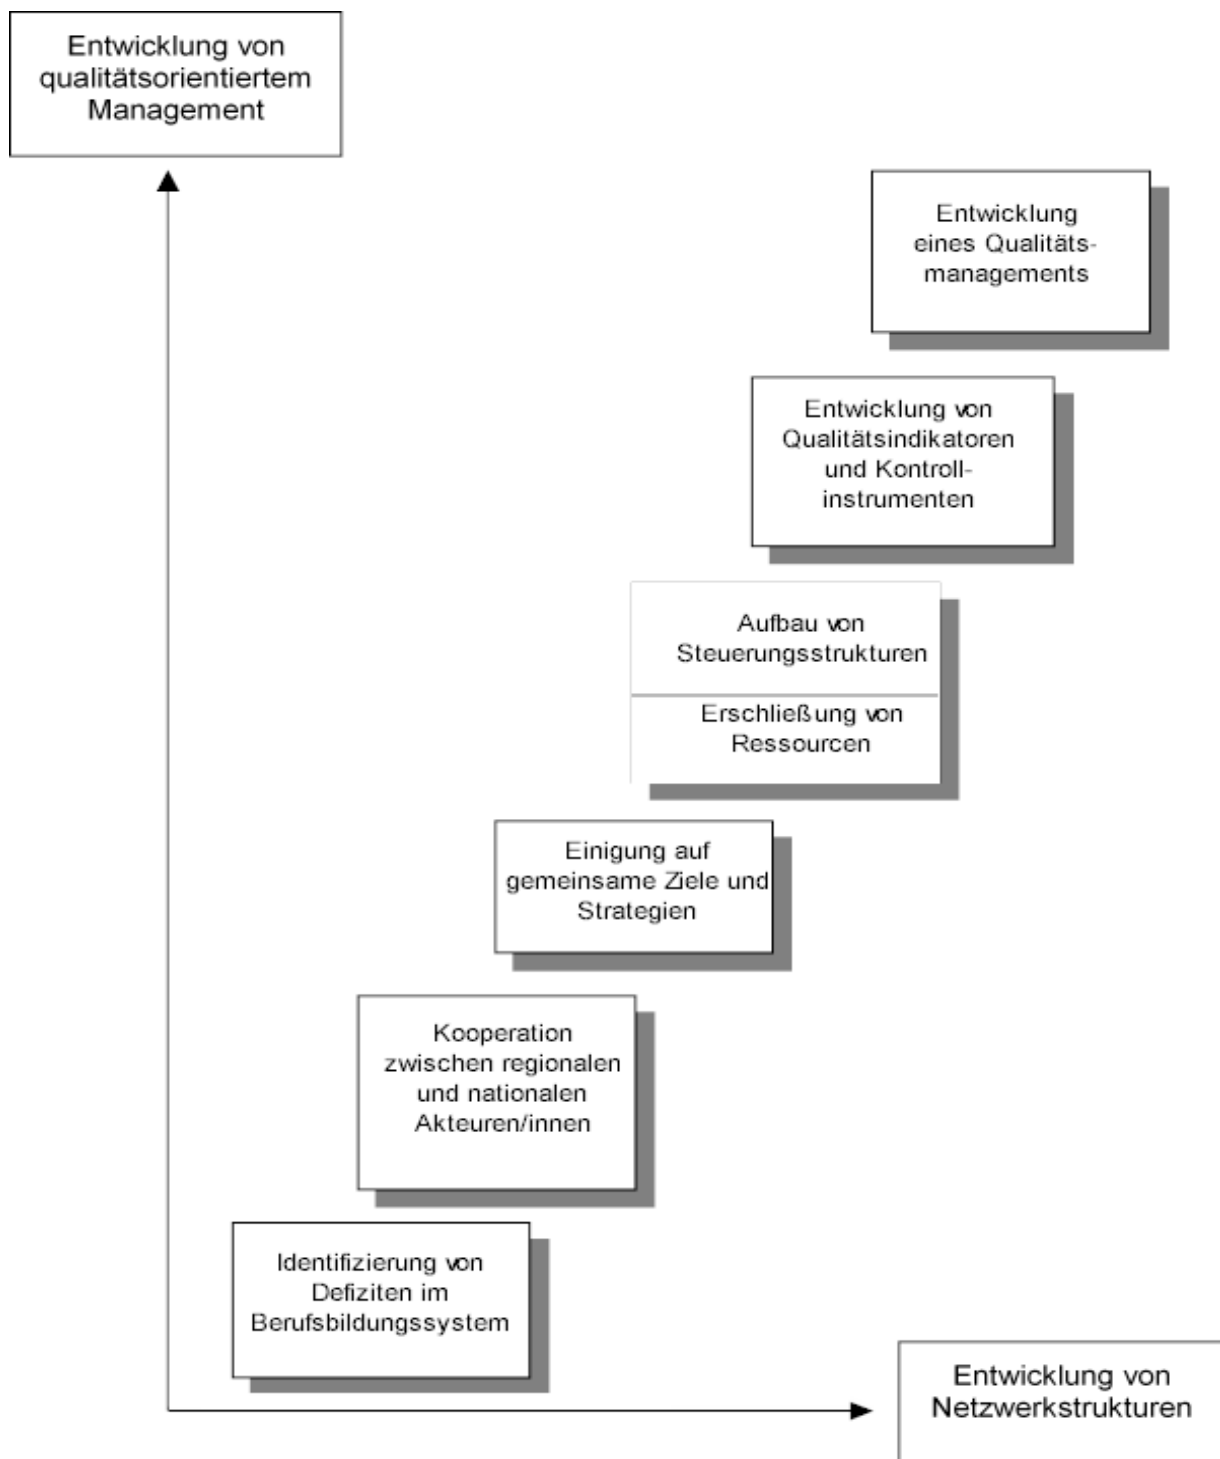 Entwicklung von
qualitätsorientiertem
Management
Entwicklung
eines Qualitäts-
managements
Entwicklung von
Qualitätsindikatoren
und Kontroll-
instrumenten
Aufbau von
Steuerungsstrukturen
Erschließung von
Ressourcen
Einigung auf
gemeinsame Ziele und
Strategien
Kooperation
zwischen regionalen
und nationalen
Akteuren/innen
Identifizierung von
Defiziten im
Berufsbildungssystem
Entwicklung von
Netzwerkstrukturen